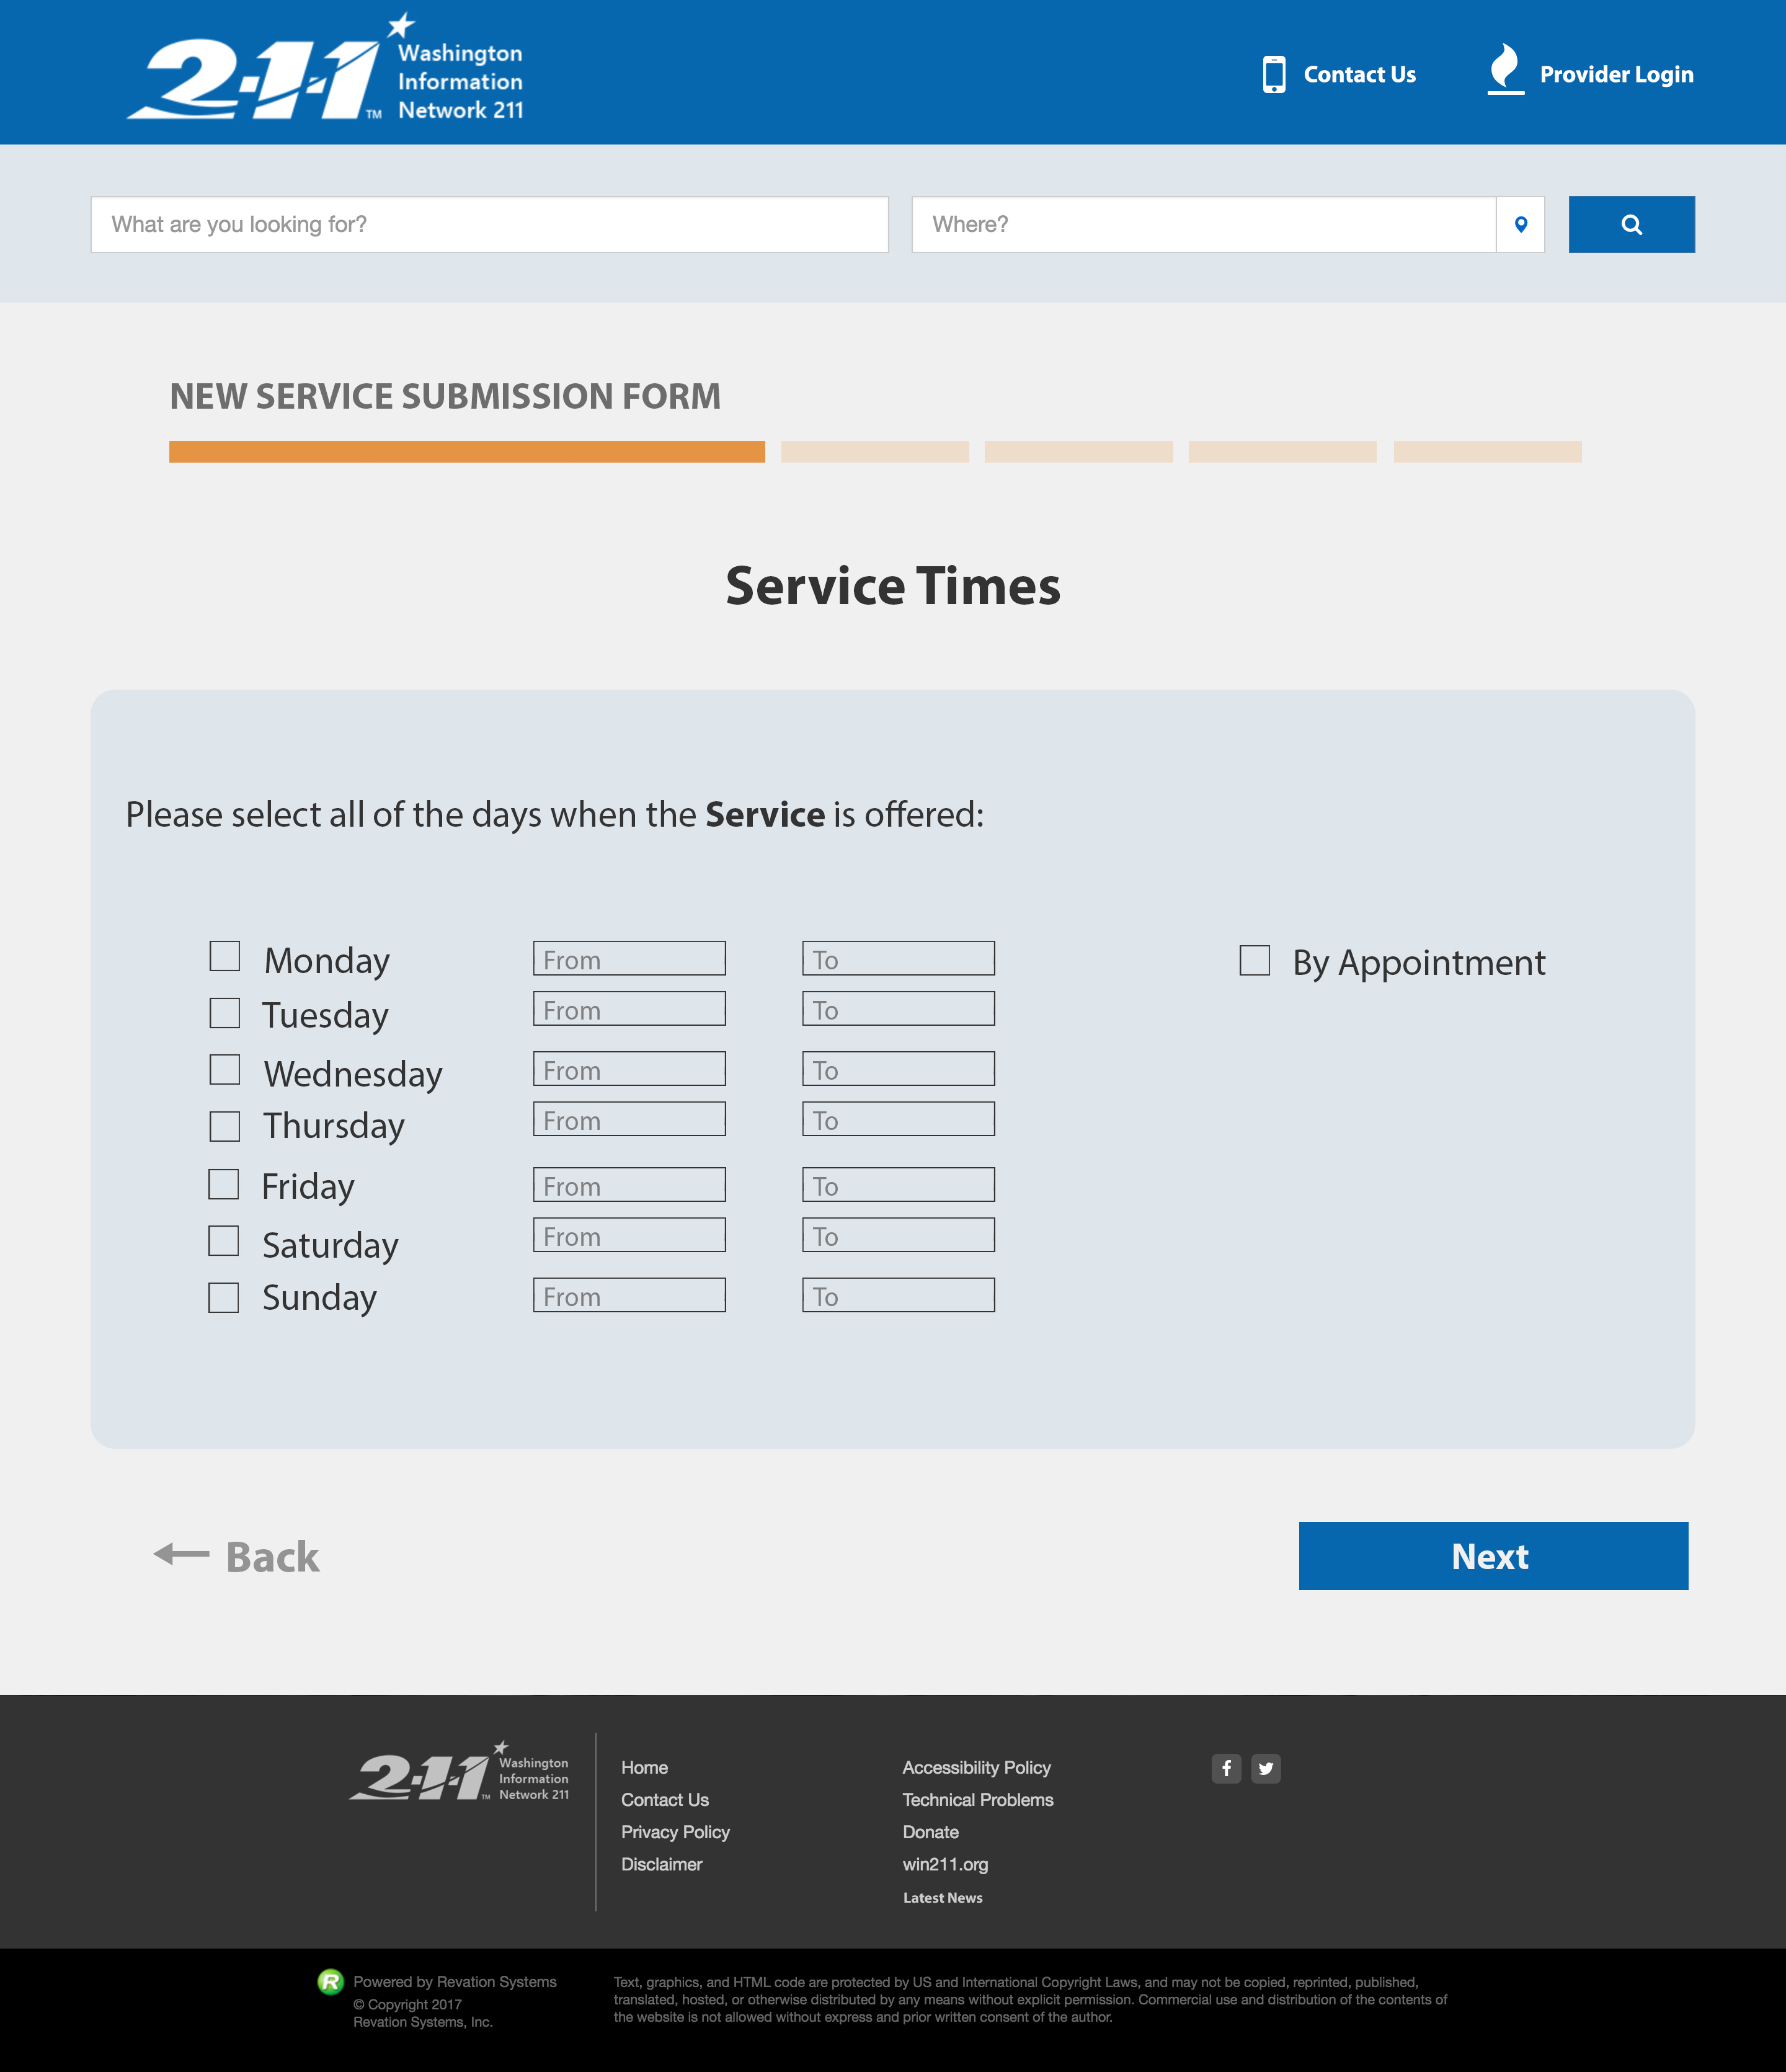 2-1-1 TM
Washington
Information
Network 211
Contact Us
Provider Login
What are you looking for?
Where?
NEW SERVICE SUBMISSION FORM
Service Times
Please select all of the days when the Service is offered:
Monday From To By Appointment
Tuesday From To
Wednesday From To
Thursday From To
Friday From To
Saturday From To
Sunday From To
Back
Next
2-1-1 TM
Washington
Information
Network 211
Home
Contact Us
Privacy Policy
Disclaimer
Accessibility Policy
Technical Problems
Donate
win211.org
Latest News
R
Powered by Revation Systems
© Copyright 2017
Revation Systems, Inc.
Text, graphics, and HTML code are protected by US and International Copyright Laws, and may not be copied, reprinted, published,
translated, hosted, or otherwise distributed by any means without explicit permission. Commercial use and distribution of the contents of
the website is not allowed without express and prior written consent of the author.